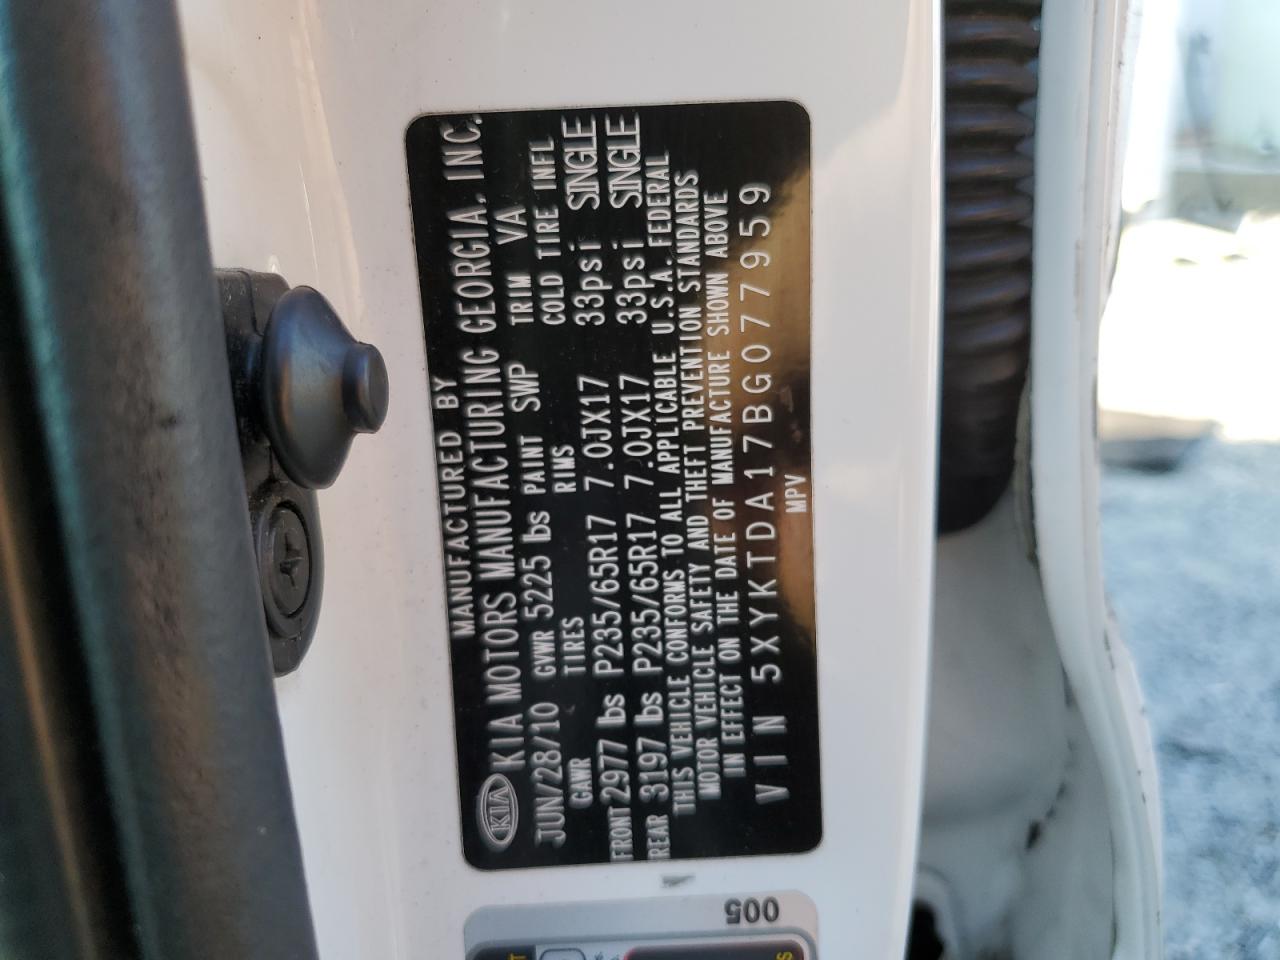 MANUFACTURED BY
KIA KIA MOTORS MANUFACTURING GEORGIA, INC.
JUN/28/10 GVWR 5225 lbs PAINT SWP TRIM VA
GAWR TIRES RIMS COLD TIRE INFL
FRONT 2977 lbs P235/65R17 7.0JX17 33psi SINGLE
REAR 3197 lbs P235/65R17 7.0JX17 33psi SINGLE
THIS VEHICLE CONFORMS TO ALL APPLICABLE U.S.A. FEDERAL
MOTOR VEHICLE SAFETY AND THEFT PREVENTION STANDARDS
IN EFFECT ON THE DATE OF MANUFACTURE SHOWN ABOVE
VIN 5XYKTDA17BG077959
MPV
005